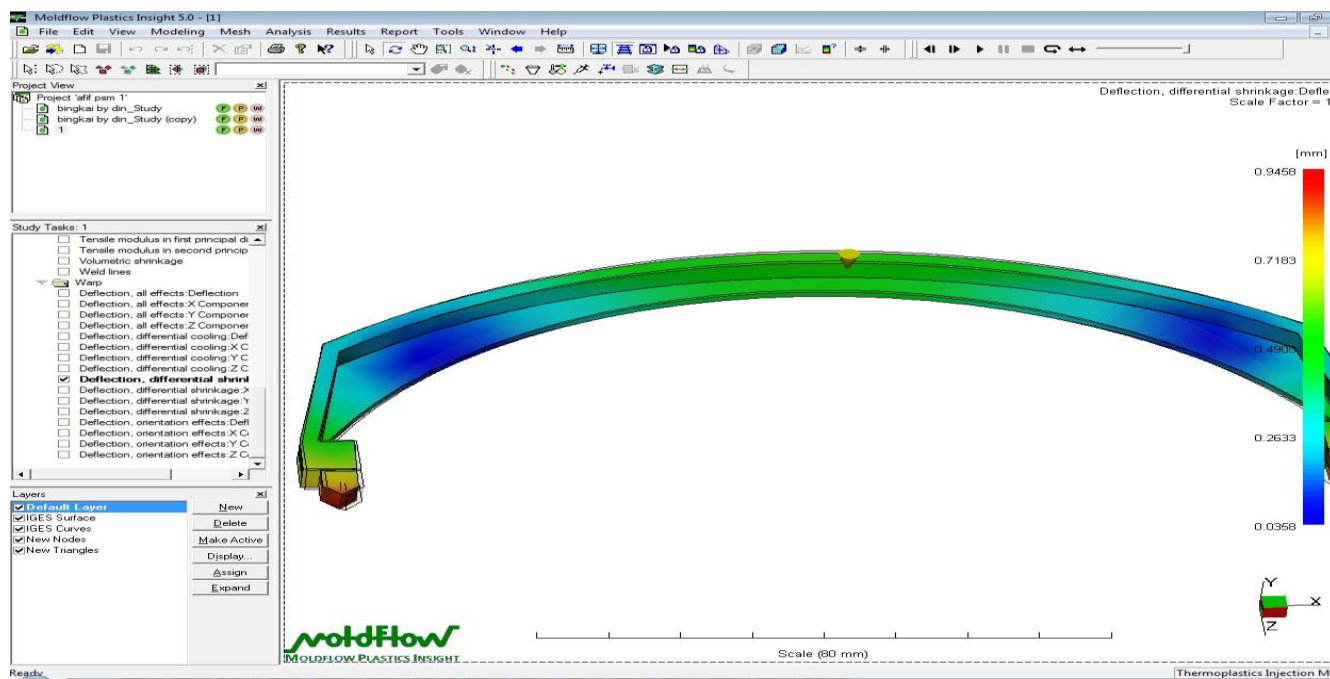 Moldflow Plastics Insight 5.0 - [1]
File Edit View Modeling Mesh Analysis Results Report Tools Window Help
Project View
Project 'afif psm 1'
bingkai by din_Study
bingkai by din_Study (copy)
1
Study Tasks: 1
Tensile modulus in first principal di
Tensile modulus in second princip
Volumetric shrinkage
Weld lines
Warp
Deflection, all effects:Deflection
Deflection, all effects:X Componer
Deflection, all effects:Y Componer
Deflection, all effects:Z Componer
Deflection, differential cooling:Def
Deflection, differential cooling:X C
Deflection, differential cooling:Y C
Deflection, differential cooling:Z C
Deflection, differential shrinl
Deflection, differential shrinkage:X
Deflection, differential shrinkage:Y
Deflection, differential shrinkage:Z
Deflection, orientation effects:Defl
Deflection, orientation effects:X C
Deflection, orientation effects:Y C
Deflection, orientation effects:Z C
Layers
Default Layer
IGES Surface
IGES Curves
New Nodes
New Triangles
New
Delete
Make Active
Display...
Assign
Expand
Deflection, differential shrinkage:Defle
Scale Factor = 1
[mm]
0.9458
0.7183
0.4900
0.2633
0.0358
Y
X
Z
moldflow
MOLDFLOW PLASTICS INSIGHT
Scale (80 mm)
Ready
Thermoplastics Injection M